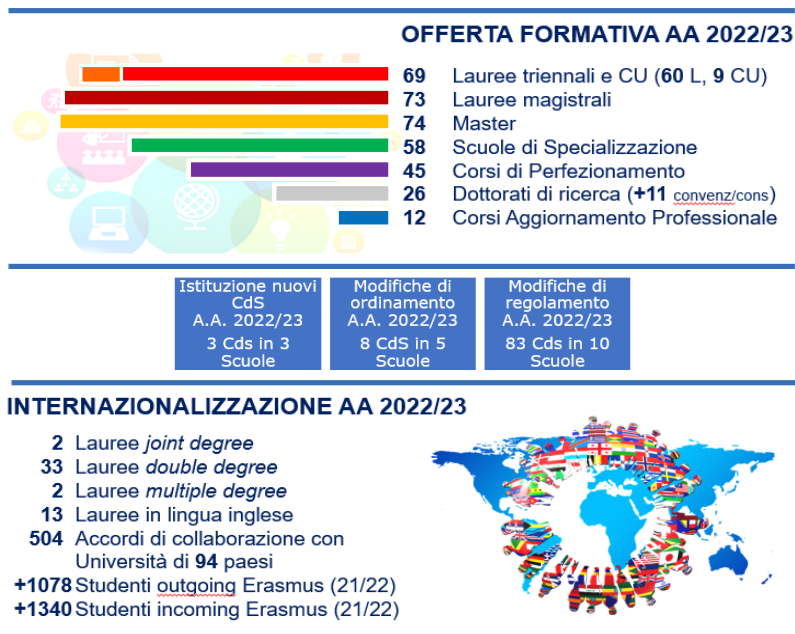 OFFERTA FORMATIVA AA 2022/23
69 Lauree triennali e CU (60 L, 9 CU)
73 Lauree magistrali
74 Master
58 Scuole di Specializzazione
45 Corsi di Perfezionamento
26 Dottorati di ricerca (+11 convenz/cons)
12 Corsi Aggiornamento Professionale
Istituzione nuovi
CdS
A.A. 2022/23
3 Cds in 3
Scuole
Modifiche di
ordinamento
A.A. 2022/23
8 CdS in 5
Scuole
Modifiche di
regolamento
A.A. 2022/23
83 Cds in 10
Scuole
INTERNAZIONALIZZAZIONE AA 2022/23
2 Lauree joint degree
33 Lauree double degree
2 Lauree multiple degree
13 Lauree in lingua inglese
504 Accordi di collaborazione con
Università di 94 paesi
+1078 Studenti outgoing Erasmus (21/22)
+1340 Studenti incoming Erasmus (21/22)